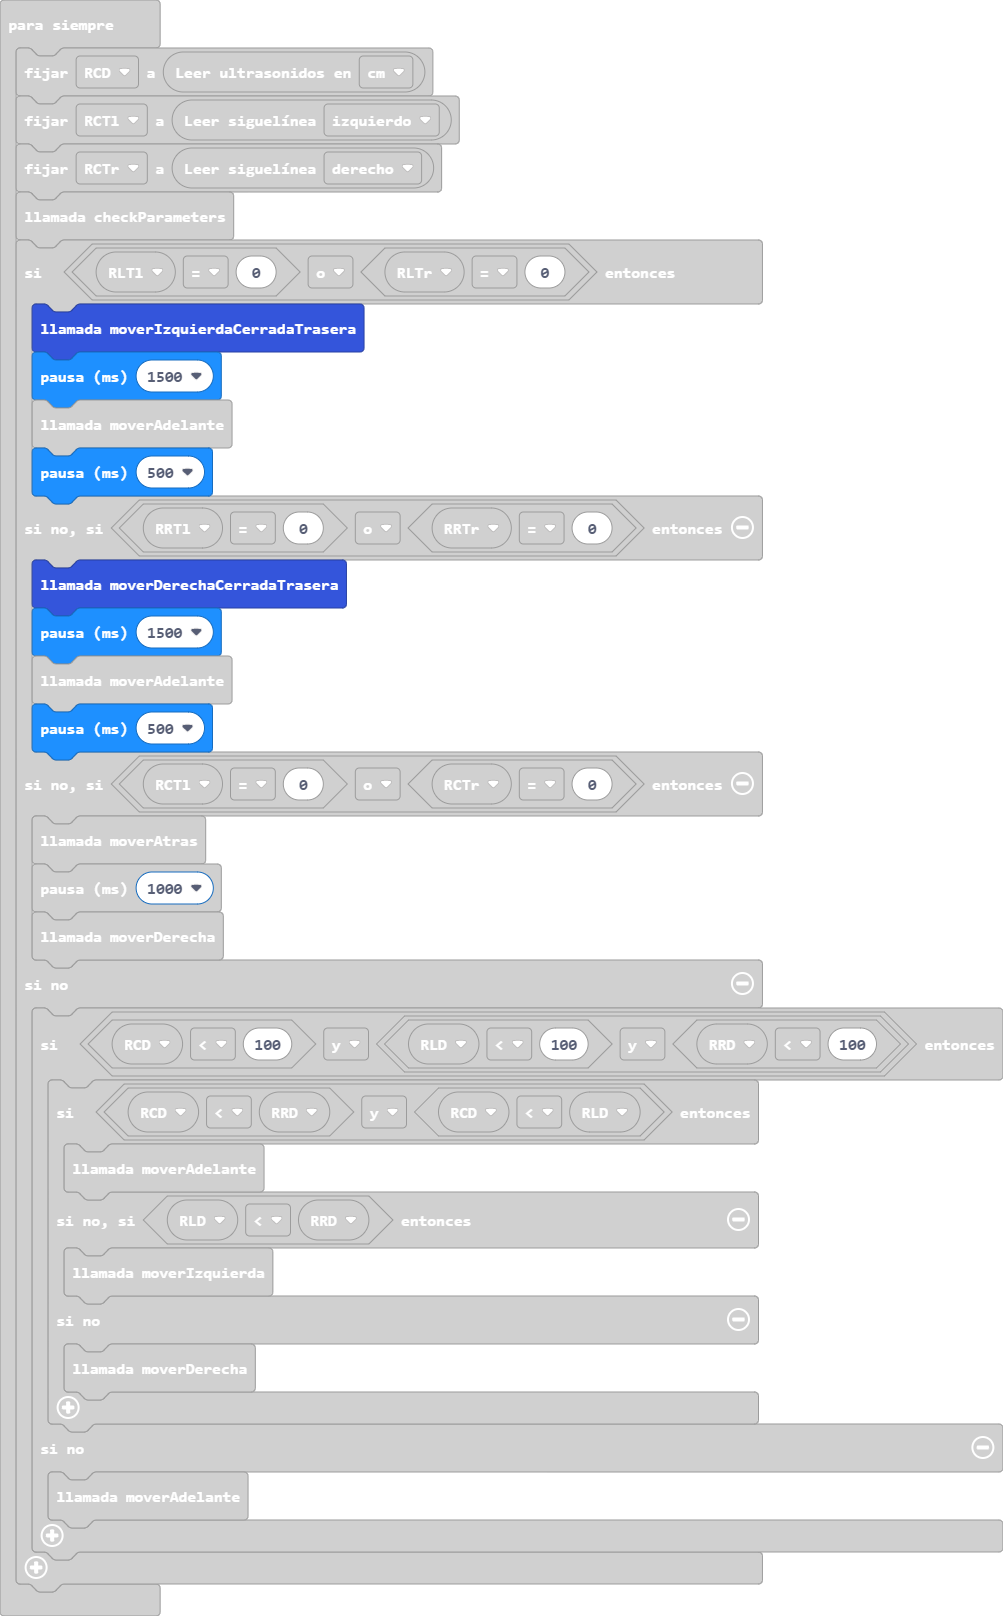 para siempre
fijar RCD a Leer ultrasonidos en cm
fijar RCTl a Leer siguelínea izquierdo
fijar RCTr a Leer siguelínea derecho
llamada checkParameters
si RLTl = 0 o RLTr = 0 entonces
llamada moverIzquierdaCerradaTrasera
pausa (ms) 1500
llamada moverAdelante
pausa (ms) 500
si no, si RRTl = 0 o RRTr = 0 entonces
llamada moverDerechaCerradaTrasera
pausa (ms) 1500
llamada moverAdelante
pausa (ms) 500
si no, si RCTl = 0 o RCTr = 0 entonces
llamada moverAtras
pausa (ms) 1000
llamada moverDerecha
si no
si RCD < 100 y RLD < 100 y RRD < 100 entonces
si RCD < RRD y RCD < RLD entonces
llamada moverAdelante
si no, si RLD < RRD entonces
llamada moverIzquierda
si no
llamada moverDerecha
si no
llamada moverAdelante